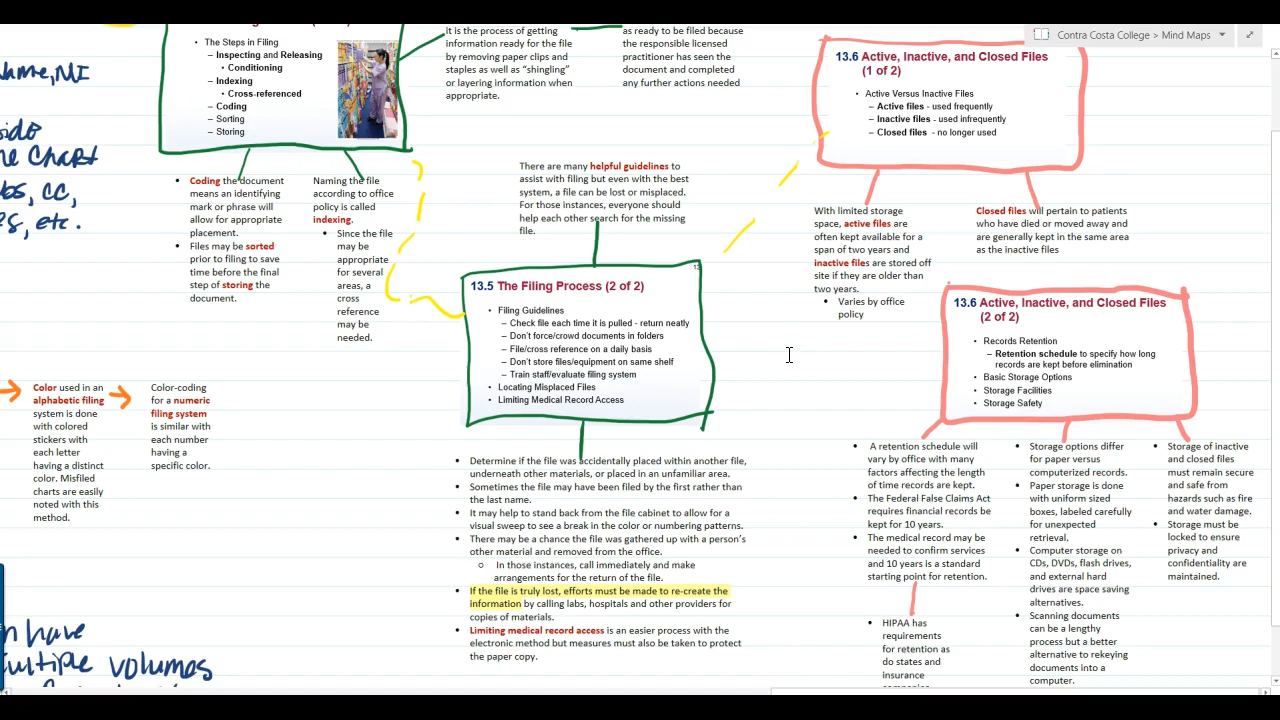 Contra Costa College > Mind Maps
Name, MI
side
the Chart
bs, CC,
etc.
The Steps in Filing
– Inspecting and Releasing
• Conditioning
– Indexing
• Cross-referenced
– Coding
– Sorting
– Storing
It is the process of getting
information ready for the file
by removing paper clips and
staples as well as “shingling”
or layering information when
appropriate.
as ready to be filed because
the responsible licensed
practitioner has seen the
document and completed
any further actions needed
• Coding the document
means an identifying
mark or phrase will
allow for appropriate
placement.
• Files may be sorted
prior to filing to save
time before the final
step of storing the
document.
Naming the file
according to office
policy is called
indexing.
• Since the file
may be
appropriate
for several
areas, a
cross
reference
may be
needed.
There are many helpful guidelines to
assist with filing but even with the best
system, a file can be lost or misplaced.
For those instances, everyone should
help each other search for the missing
file.
13.5 The Filing Process (2 of 2)
• Filing Guidelines
– Check file each time it is pulled - return neatly
– Don’t force/crowd documents in folders
– File/cross reference on a daily basis
– Don’t store files/equipment on same shelf
– Train staff/evaluate filing system
• Locating Misplaced Files
• Limiting Medical Record Access
• Determine if the file was accidentally placed within another file,
underneath other materials, or placed in an unfamiliar area.
• Sometimes the file may have been filed by the first rather than
the last name.
• It may help to stand back from the file cabinet to allow for a
visual sweep to see a break in the color or numbering patterns.
• There may be a chance the file was gathered up with a person’s
other material and removed from the office.
o In those instances, call immediately and make
arrangements for the return of the file.
• If the file is truly lost, efforts must be made to re-create the
information by calling labs, hospitals and other providers for
copies of materials.
• Limiting medical record access is an easier process with the
electronic method but measures must also be taken to protect
the paper copy.
Color used in an
alphabetic filing
system is done
with colored
stickers with
each letter
having a distinct
color. Misfiled
charts are easily
noted with this
method.
Color-coding
for a numeric
filing system
is similar with
each number
having a
specific color.
have
multiple volumes
13.6 Active, Inactive, and Closed Files
(1 of 2)
• Active Versus Inactive Files
– Active files - used frequently
– Inactive files - used infrequently
– Closed files - no longer used
With limited storage
space, active files are
often kept available for a
span of two years and
inactive files are stored off
site if they are older than
two years.
• Varies by office
policy
Closed files will pertain to patients
who have died or moved away and
are generally kept in the same area
as the inactive files
13.6 Active, Inactive, and Closed Files
(2 of 2)
• Records Retention
– Retention schedule to specify how long
records are kept before elimination
• Basic Storage Options
• Storage Facilities
• Storage Safety
• A retention schedule will
vary by office with many
factors affecting the length
of time records are kept.
• The Federal False Claims Act
requires financial records be
kept for 10 years.
• The medical record may be
needed to confirm services
and 10 years is a standard
starting point for retention.
• HIPAA has
requirements
for retention as
do states and
insurance
• Storage options differ
for paper versus
computerized records.
• Paper storage is done
with uniform sized
boxes, labeled carefully
for unexpected
retrieval.
• Computer storage on
CDs, DVDs, flash drives,
and external hard
drives are space saving
alternatives.
• Scanning documents
can be a lengthy
process but a better
alternative to rekeying
documents into a
computer.
• Storage of inactive
and closed files
must remain secure
and safe from
hazards such as fire
and water damage.
• Storage must be
locked to ensure
privacy and
confidentiality are
maintained.